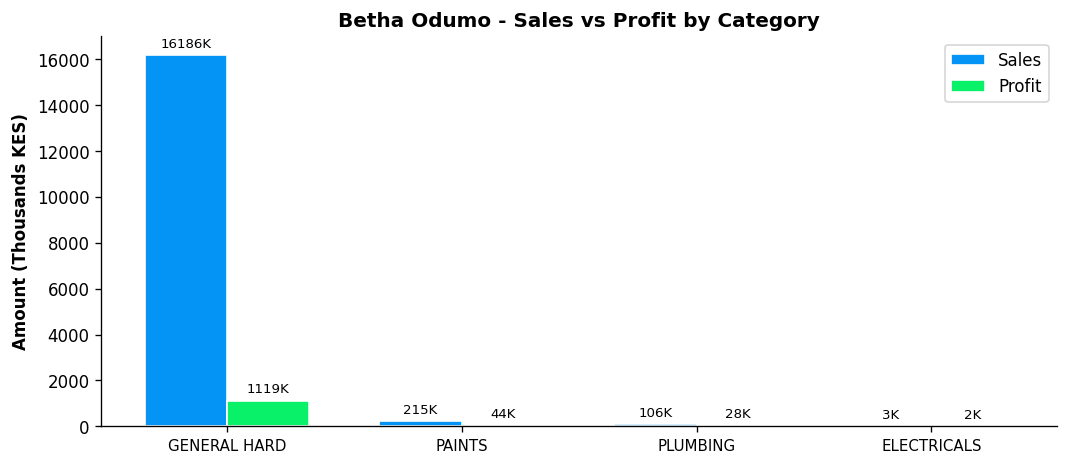 Betha Odumo - Sales vs Profit by Category
Amount (Thousands KES)
16000
14000
12000
10000
8000
6000
4000
2000
0
16186K
1119K
215K
44K
106K
28K
3K
2K
Sales
Profit
GENERAL HARD
PAINTS
PLUMBING
ELECTRICALS